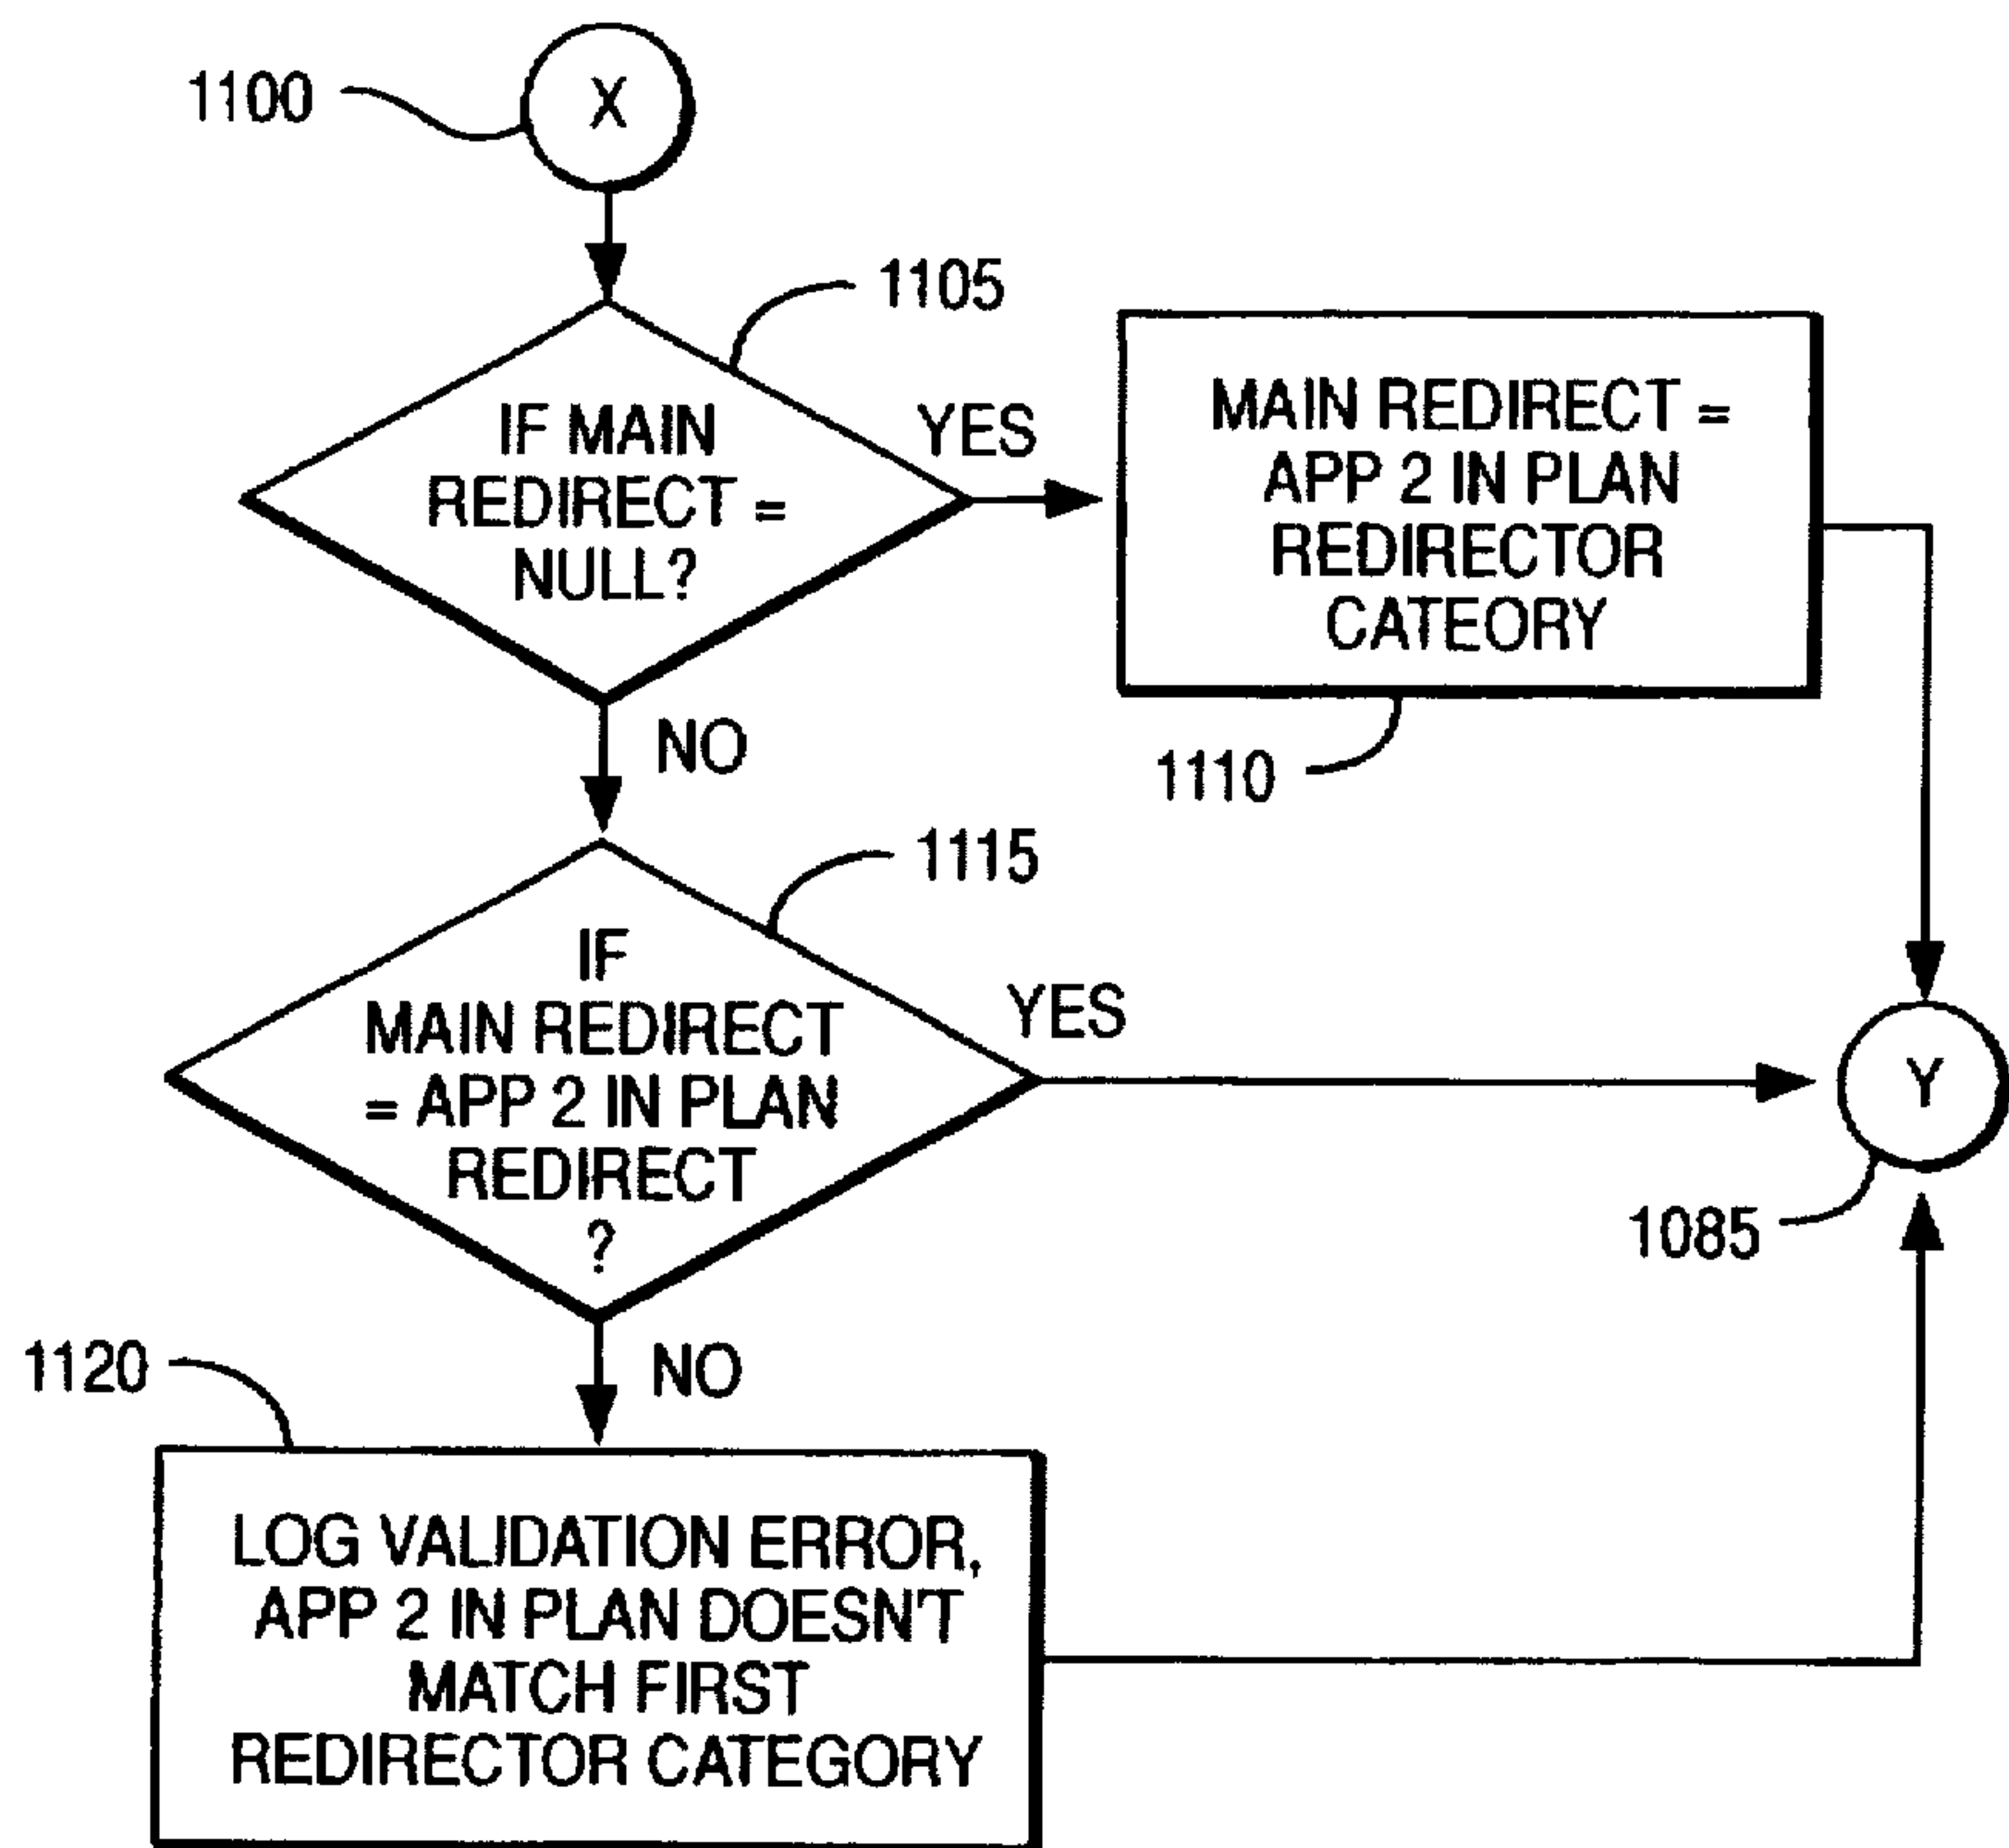 1100
X
1105
IF MAIN
REDIRECT =
NULL?
YES
MAIN REDIRECT =
APP 2 IN PLAN
REDIRECTOR
CATEORY
1110
NO
1115
IF
MAIN REDIRECT
= APP 2 IN PLAN
REDIRECT
?
YES
Y
1085
NO
1120
LOG VALIDATION ERROR,
APP 2 IN PLAN DOESN'T
MATCH FIRST
REDIRECTOR CATEGORY